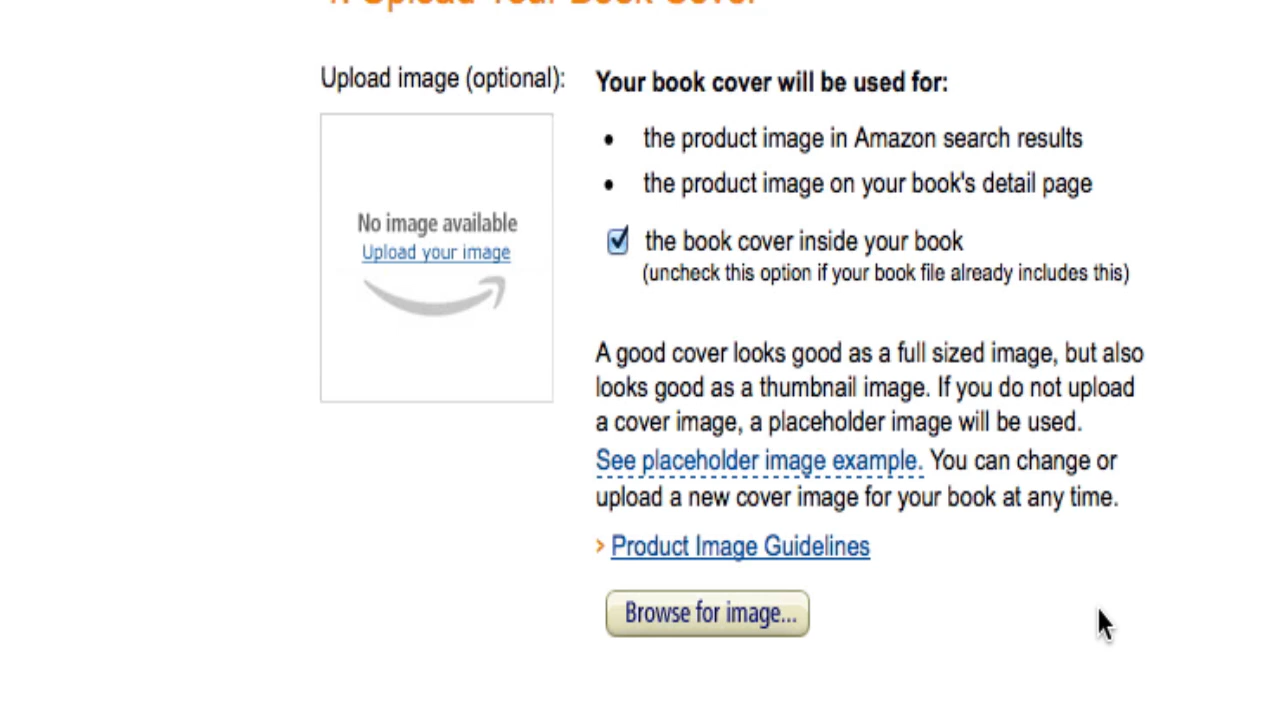 4. Upload Your Book Cover
Upload image (optional):
No image available
Upload your image
Your book cover will be used for:
• the product image in Amazon search results
• the product image on your book's detail page
the book cover inside your book
(uncheck this option if your book file already includes this)
A good cover looks good as a full sized image, but also
looks good as a thumbnail image. If you do not upload
a cover image, a placeholder image will be used.
See placeholder image example. You can change or
upload a new cover image for your book at any time.
› Product Image Guidelines
Browse for image...